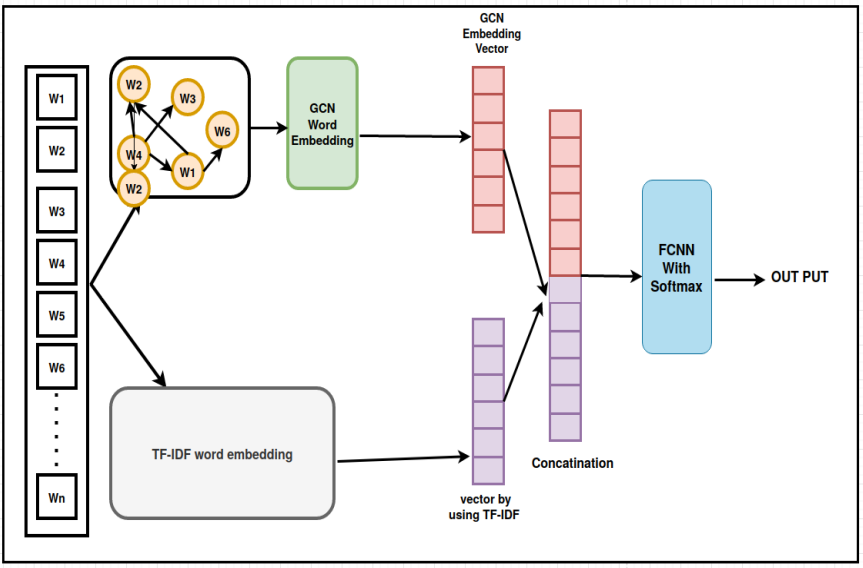 W1
W2
W3
W4
W5
W6
Wn
W2
W3
W6
W4
W1
W2
GCN
Word
Embedding
GCN
Embedding
Vector
TF-IDF word embedding
vector by
using TF-IDF
Concatination
FCNN
With
Softmax
OUT PUT